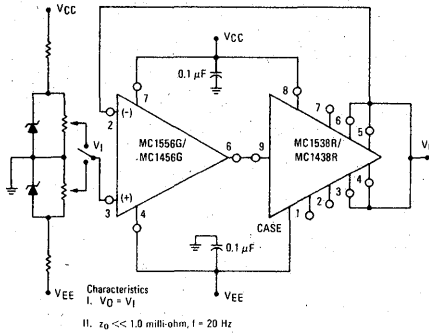 VCC
VCC
0.1 μF
7
8
7
6
5
(-)
2
MC1556G/
MC1456G
6
9
MC1538R/
MC1438R
VI
(+)
3
4
4
3
2
1
CASE
0.1 μF
VEE
VEE
Characteristics
I. VO = VI
II. zo << 1.0 milli-ohm, f = 20 Hz